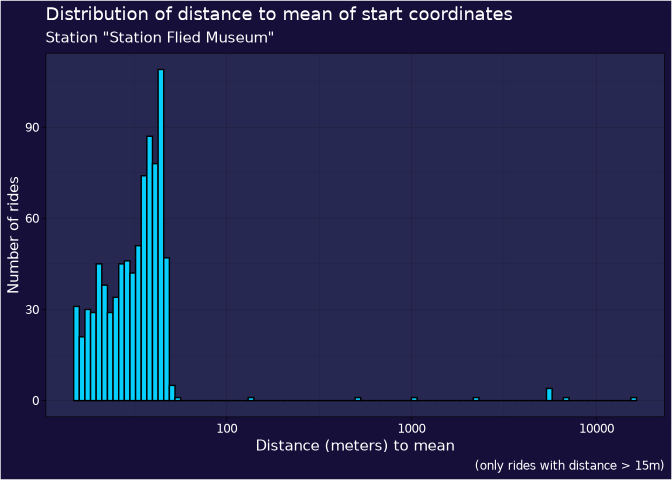 Distribution of distance to mean of start coordinates
Station "Station Flied Museum"
Number of rides
90
60
30
0
100
1000
10000
Distance (meters) to mean
(only rides with distance > 15m)